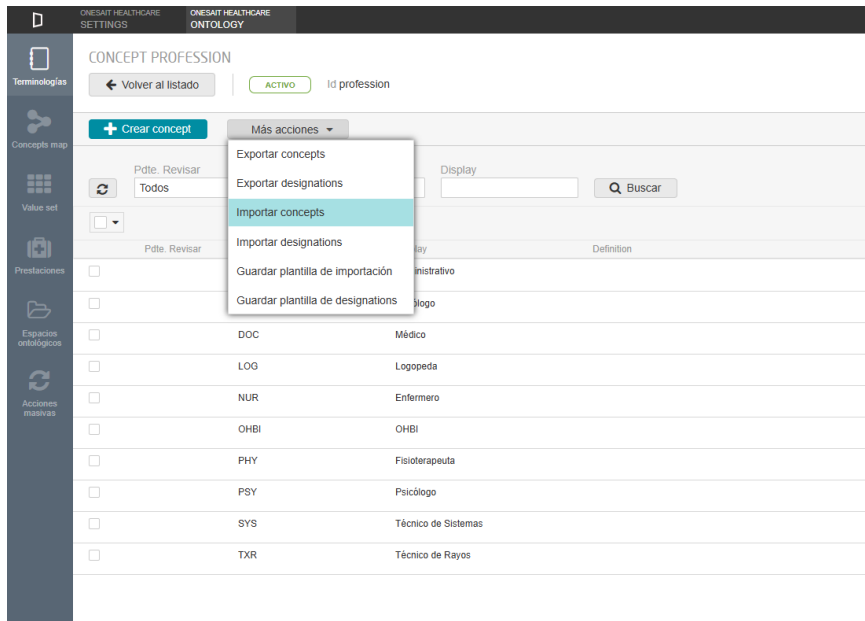 ONESAIT HEALTHCARE
SETTINGS
ONESAIT HEALTHCARE
ONTOLOGY
Terminologías
Concepts map
Value set
Prestaciones
Espacios
ontológicos
Acciones
masivas
CONCEPT PROFESSION
Volver al listado
ACTIVO
Id profession
Crear concept
Más acciones
Exportar concepts
Exportar designations
Importar concepts
Importar designations
Guardar plantilla de importación
Guardar plantilla de designations
Pdte. Revisar
Todos
Display
Buscar
Pdte. Revisar
Definition
DOC Médico
LOG Logopeda
NUR Enfermero
OHBI OHBI
PHY Fisioterapeuta
PSY Psicólogo
SYS Técnico de Sistemas
TXR Técnico de Rayos